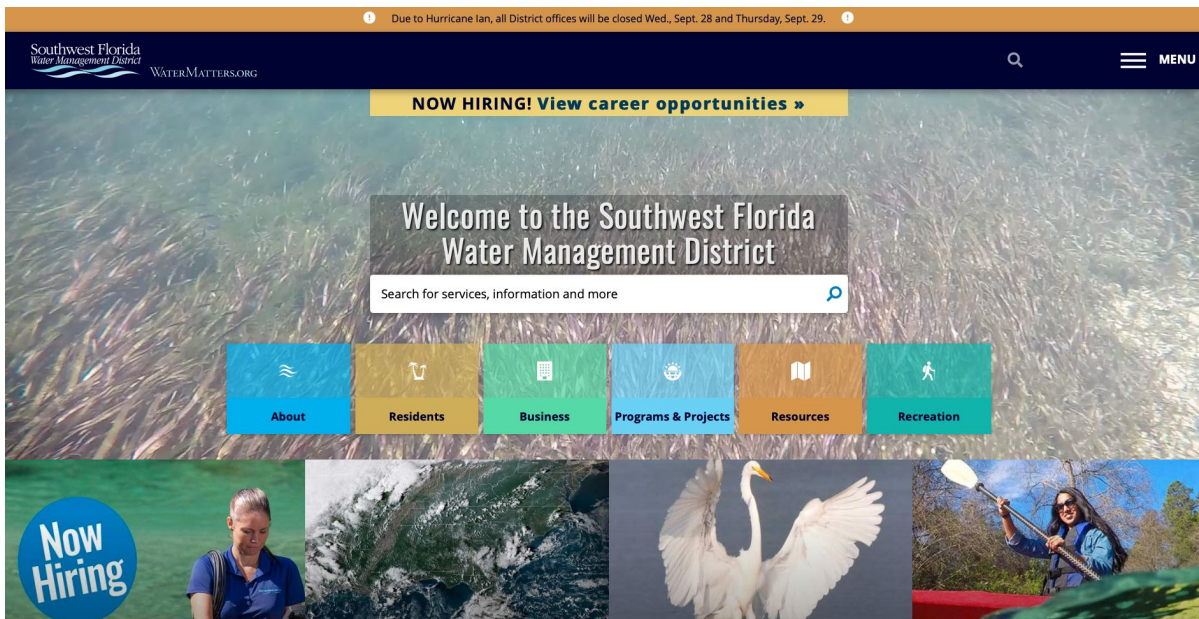 ! Due to Hurricane Ian, all District offices will be closed Wed., Sept. 28 and Thursday, Sept. 29. !
Southwest Florida
Water Management District
WATERMATTERS.ORG
MENU
NOW HIRING! View career opportunities »
Welcome to the Southwest Florida
Water Management District
Search for services, information and more
About
Residents
Business
Programs & Projects
Resources
Recreation
Now
Hiring